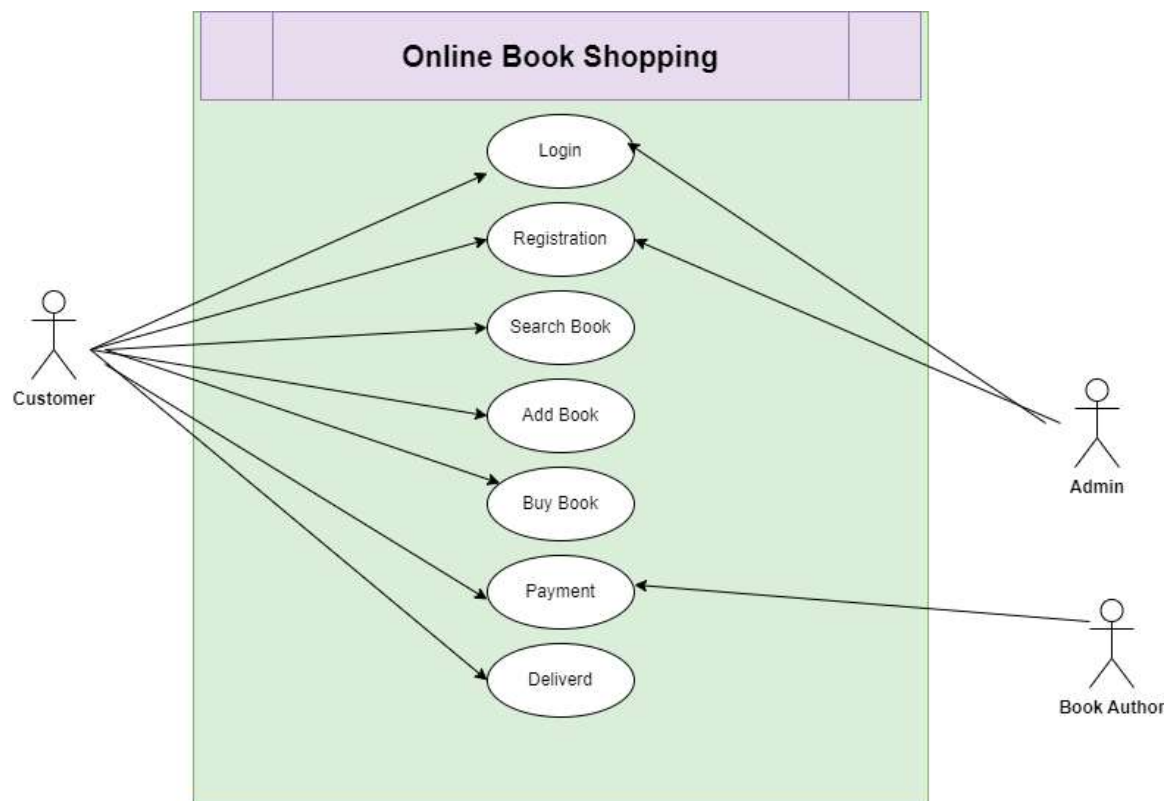 Online Book Shopping
Login
Registration
Search Book
Customer
Add Book
Admin
Buy Book
Payment
Deliverd
Book Author